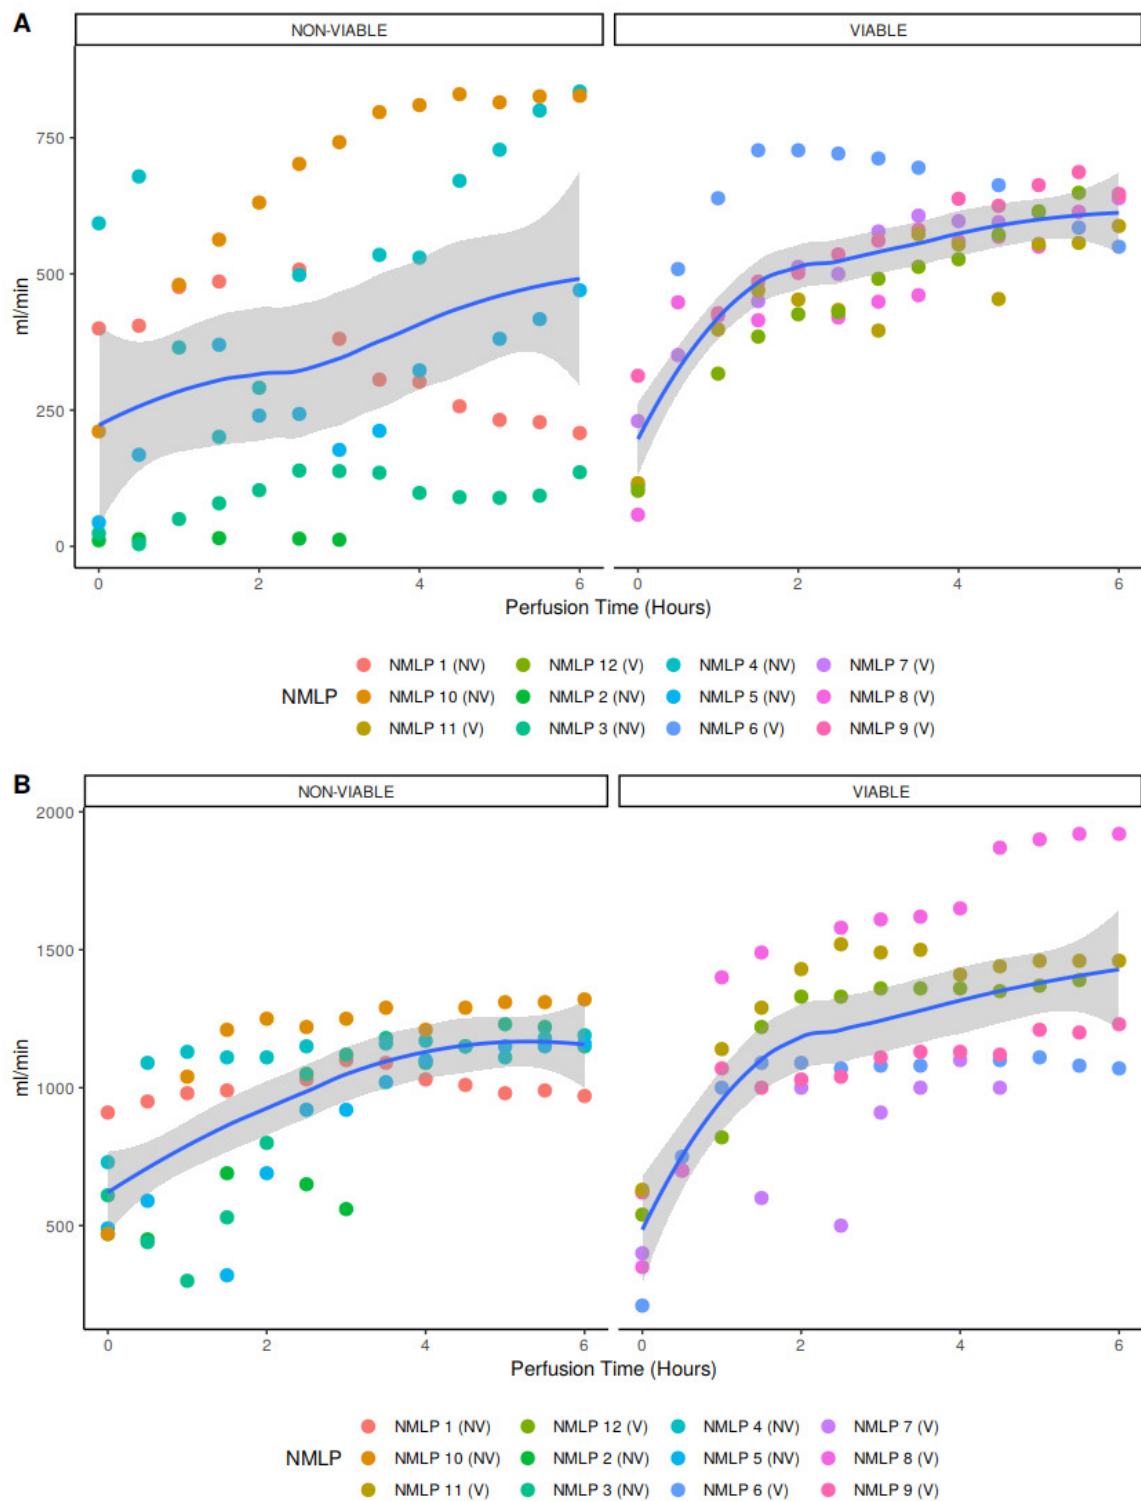 A
NON-VIABLE VIABLE
750
500
250
0
ml/min
0 2 4 6 0 2 4 6
Perfusion Time (Hours)
NMLP
NMLP 1 (NV) NMLP 12 (V) NMLP 4 (NV) NMLP 7 (V)
NMLP 10 (NV) NMLP 2 (NV) NMLP 5 (NV) NMLP 8 (V)
NMLP 11 (V) NMLP 3 (NV) NMLP 6 (V) NMLP 9 (V)
B
NON-VIABLE VIABLE
2000
1500
1000
500
ml/min
0 2 4 6 0 2 4 6
Perfusion Time (Hours)
NMLP
NMLP 1 (NV) NMLP 12 (V) NMLP 4 (NV) NMLP 7 (V)
NMLP 10 (NV) NMLP 2 (NV) NMLP 5 (NV) NMLP 8 (V)
NMLP 11 (V) NMLP 3 (NV) NMLP 6 (V) NMLP 9 (V)